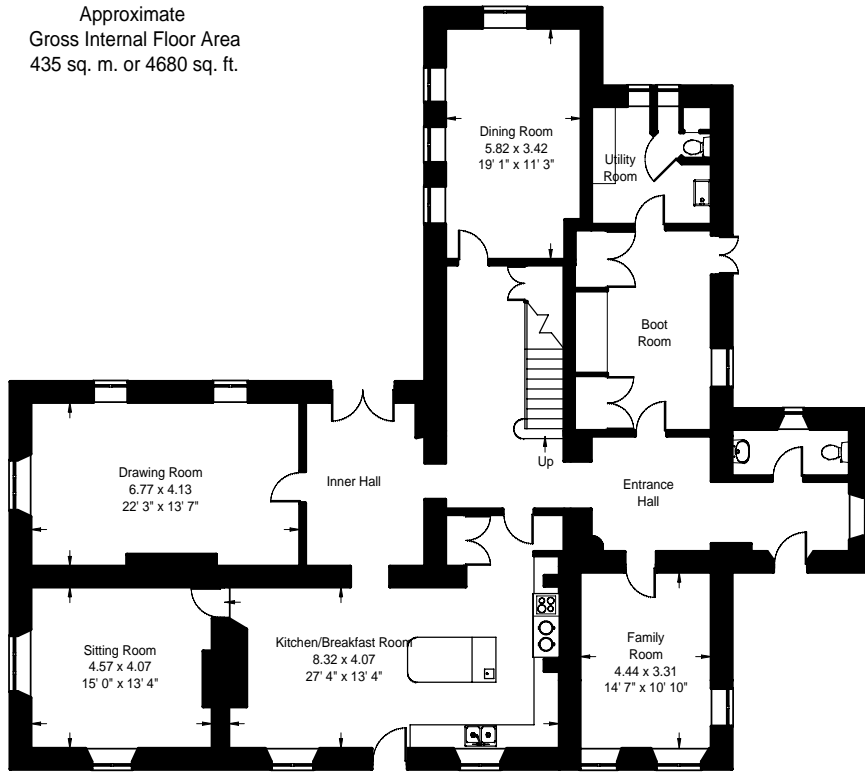 Approximate
Gross Internal Floor Area
435 sq. m. or 4680 sq. ft.
Dining Room
5.82 x 3.42
19' 1" x 11' 3"
Utility
Room
Boot
Room
Drawing Room
6.77 x 4.13
22' 3" x 13' 7"
Inner Hall
Up
Entrance
Hall
Sitting Room
4.57 x 4.07
15' 0" x 13' 4"
Kitchen/Breakfast Room
8.32 x 4.07
27' 4" x 13' 4"
Family
Room
4.44 x 3.31
14' 7" x 10' 10"